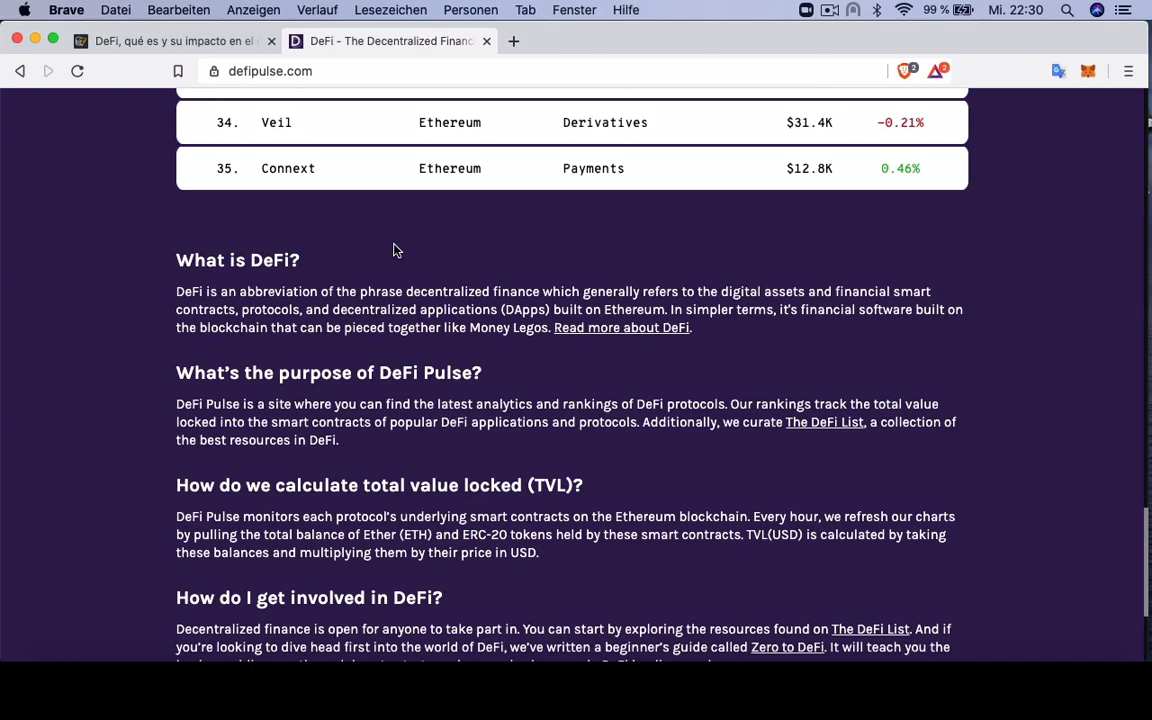 Brave Datei Bearbeiten Anzeigen Verlauf Lesezeichen Personen Tab Fenster Hilfe 99 % Mi. 22:30
DeFi, qué es y su impacto en el DeFi - The Decentralized Financ
defipulse.com 2 2
34. Veil Ethereum Derivatives $31.4K -0.21%
35. Connext Ethereum Payments $12.8K 0.46%
What is DeFi?
DeFi is an abbreviation of the phrase decentralized finance which generally refers to the digital assets and financial smart
contracts, protocols, and decentralized applications (DApps) built on Ethereum. In simpler terms, it's financial software built on
the blockchain that can be pieced together like Money Legos. Read more about DeFi.
What's the purpose of DeFi Pulse?
DeFi Pulse is a site where you can find the latest analytics and rankings of DeFi protocols. Our rankings track the total value
locked into the smart contracts of popular DeFi applications and protocols. Additionally, we curate The DeFi List, a collection of
the best resources in DeFi.
How do we calculate total value locked (TVL)?
DeFi Pulse monitors each protocol's underlying smart contracts on the Ethereum blockchain. Every hour, we refresh our charts
by pulling the total balance of Ether (ETH) and ERC-20 tokens held by these smart contracts. TVL(USD) is calculated by taking
these balances and multiplying them by their price in USD.
How do I get involved in DeFi?
Decentralized finance is open for anyone to take part in. You can start by exploring the resources found on The DeFi List. And if
you're looking to dive head first into the world of DeFi, we've written a beginner's guide called Zero to DeFi. It will teach you the